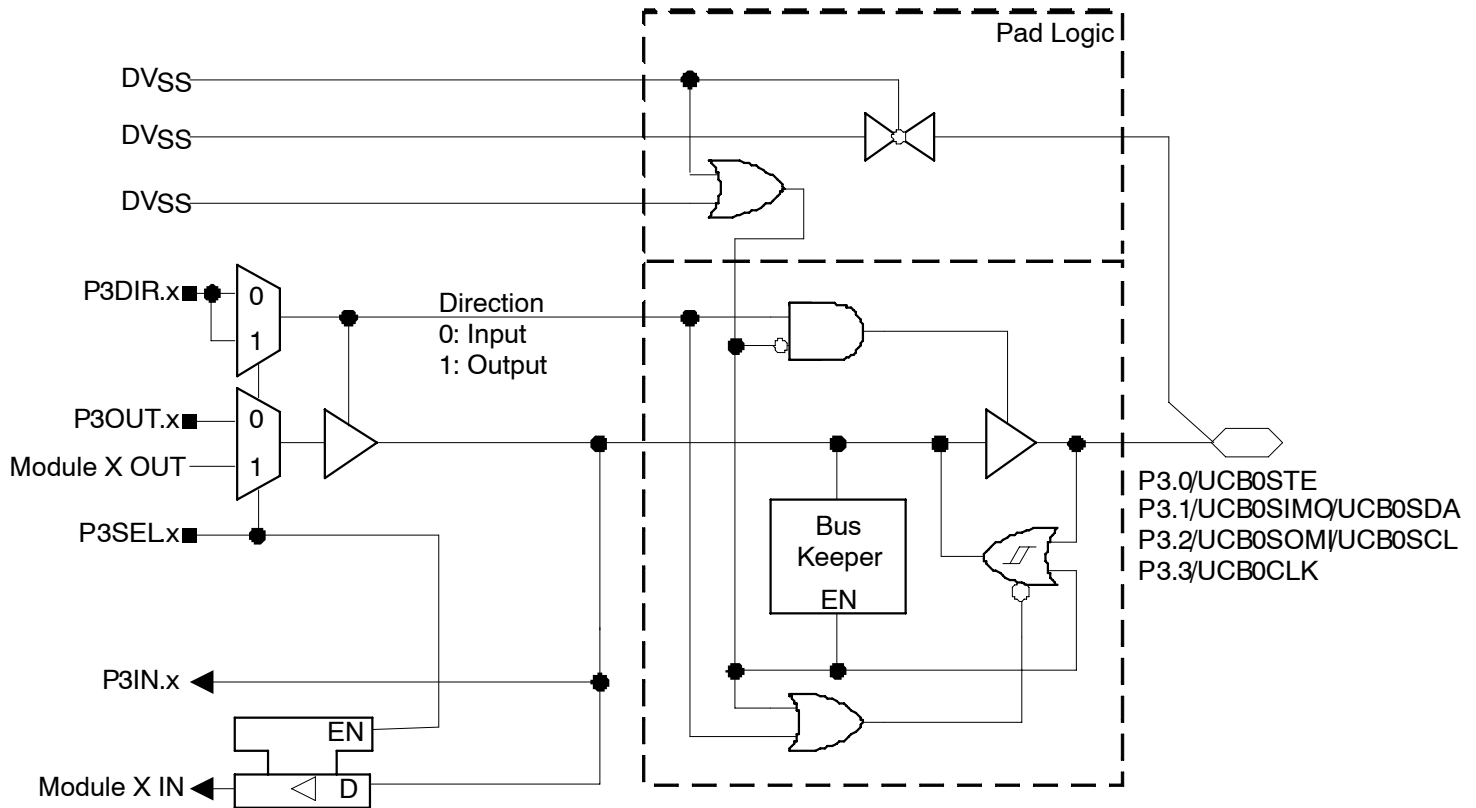 Pad Logic
DVSS
DVSS
DVSS
P3DIR.x
0
1
Direction
0: Input
1: Output
P3OUT.x
0
Module X OUT
1
P3SEL.x
Bus
Keeper
EN
P3.0/UCB0STE
P3.1/UCB0SIMO/UCB0SDA
P3.2/UCB0SOMI/UCB0SCL
P3.3/UCB0CLK
P3IN.x
EN
Module X IN
D